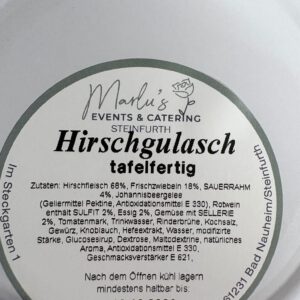 Marlu's
EVENTS & CATERING
STEINFURTH
Hirschgulasch
tafelfertig
Zutaten: Hirschfleisch 68%, Frischzwiebeln 18%, SAUERRAHM
4%, Johannisbeergelee
(Geliermittel Pektine, Antioxidationsmittel E 330), Rotwein
enthält SULFIT 2%, Essig 2%, Gemüse mit SELLERIE
2%, Tomatenmark, Trinkwasser, Rinderbrühe, Kochsalz,
Gewürz, Knoblauch, Hefeextrakt, Wasser, modifizierte
Stärke, Glucosesirup, Dextrose, Maltodextrine, natürliches
Aroma, Antioxidationsmittel E 330,
Geschmacksverstärker E 621,
Nach dem Öffnen kühl lagern
mindestens haltbar bis:
Im Steckgarten 1
61231 Bad Nauheim/Steinfurth